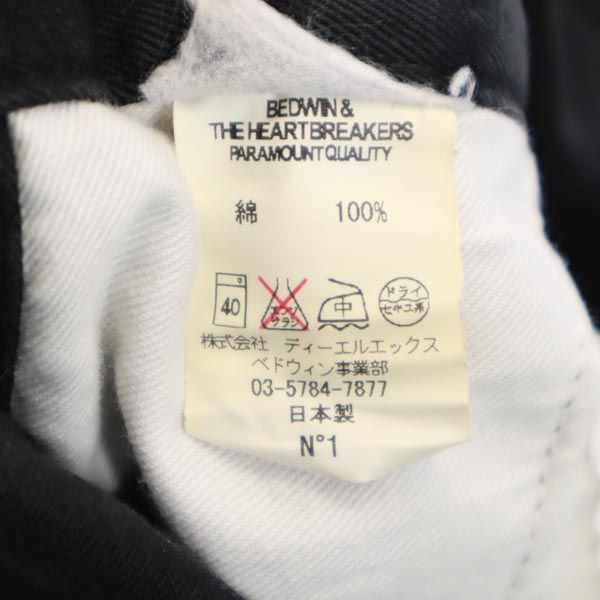 BEDWIN &
THE HEARTBREAKERS
PARAMOUNT QUALITY
綿 100%
40 エンソ サラシ 中 ドライ セキユ系
株式会社 ディーエルエックス
ベドウィン事業部
03-5784-7877
日本製
N°1